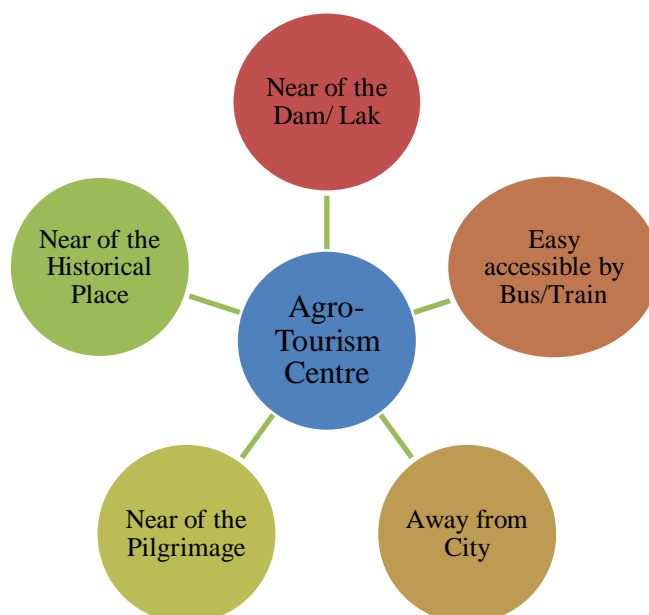 Near of the
Dam/ Lak
Near of the
Historical
Place
Easy
accessible by
Bus/Train
Agro-
Tourism
Centre
Near of the
Pilgrimage
Away from
City